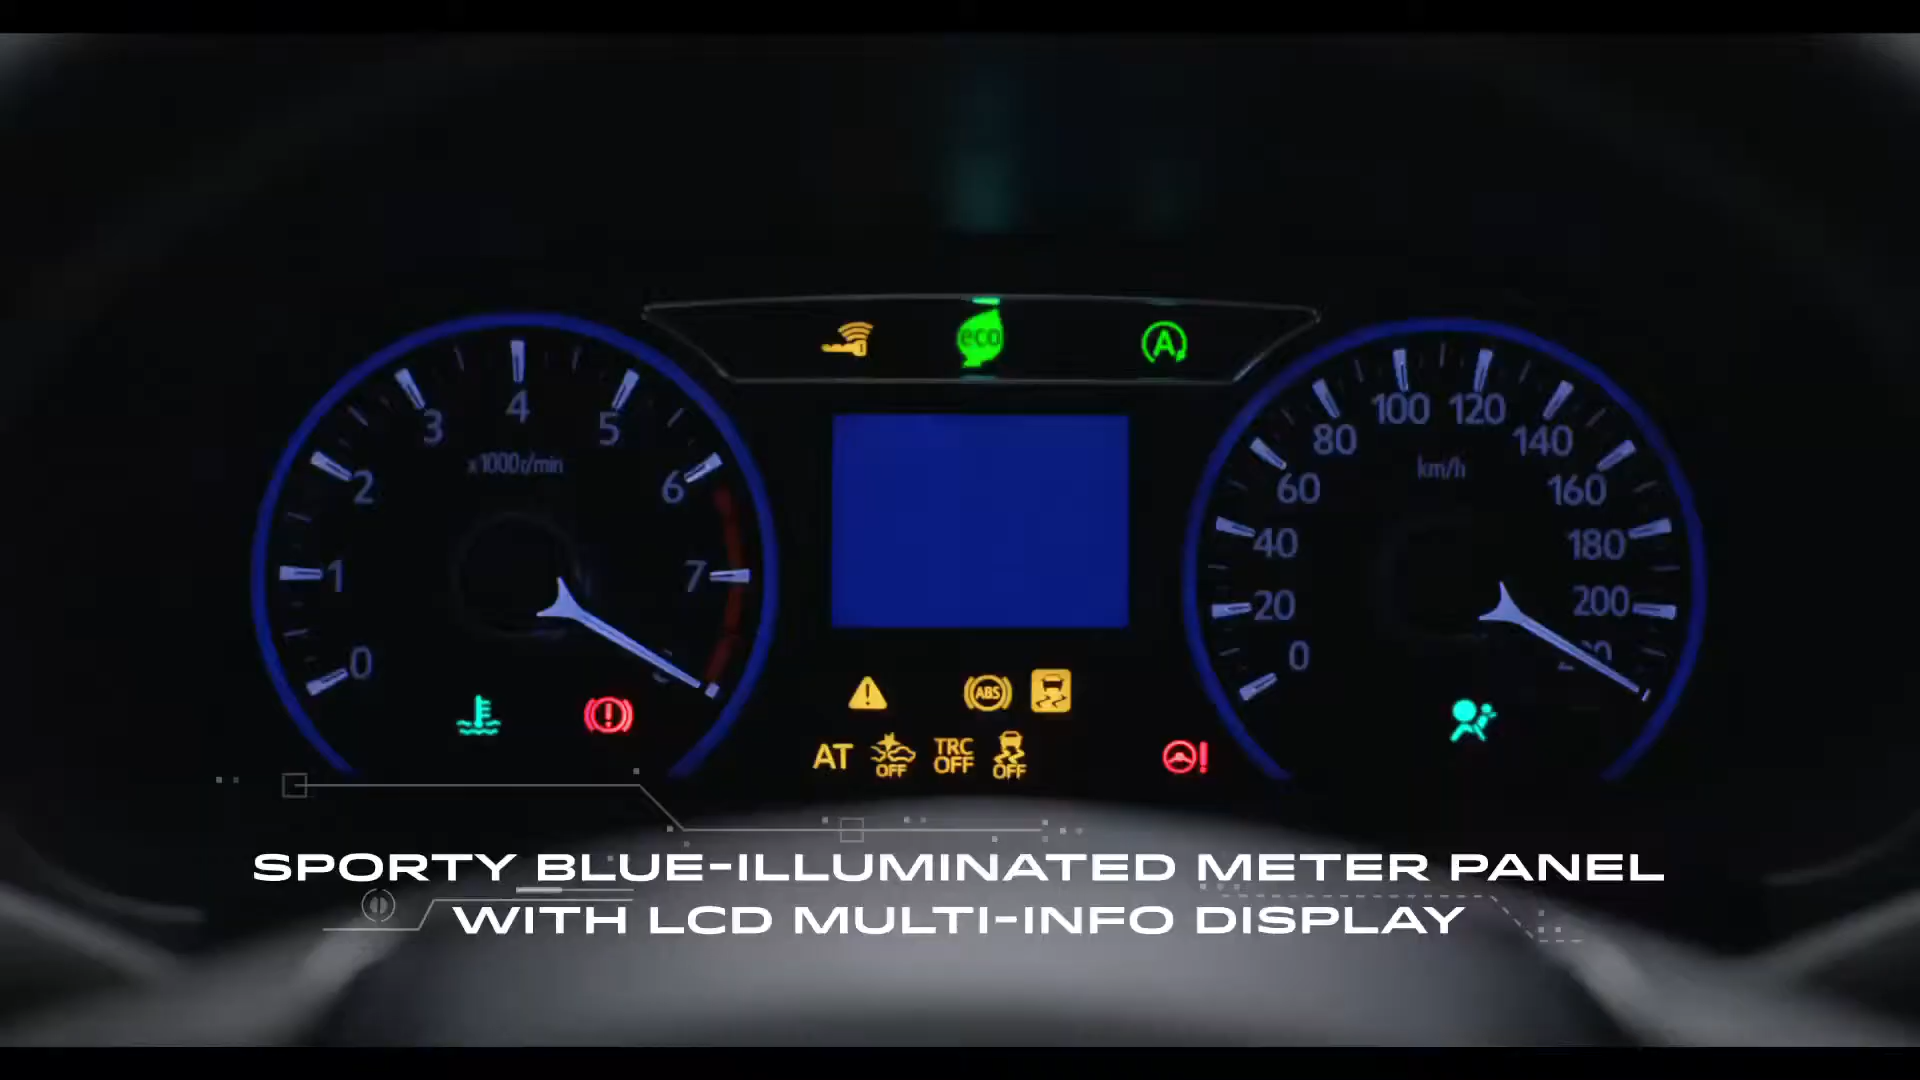 eco
A
4
3
5
x1000r/min
2
6
1
7
0
100
120
80
140
km/h
60
160
40
180
20
200
0
ABS
AT
OFF
TRC
OFF
OFF
SPORTY BLUE-ILLUMINATED METER PANEL
WITH LCD MULTI-INFO DISPLAY